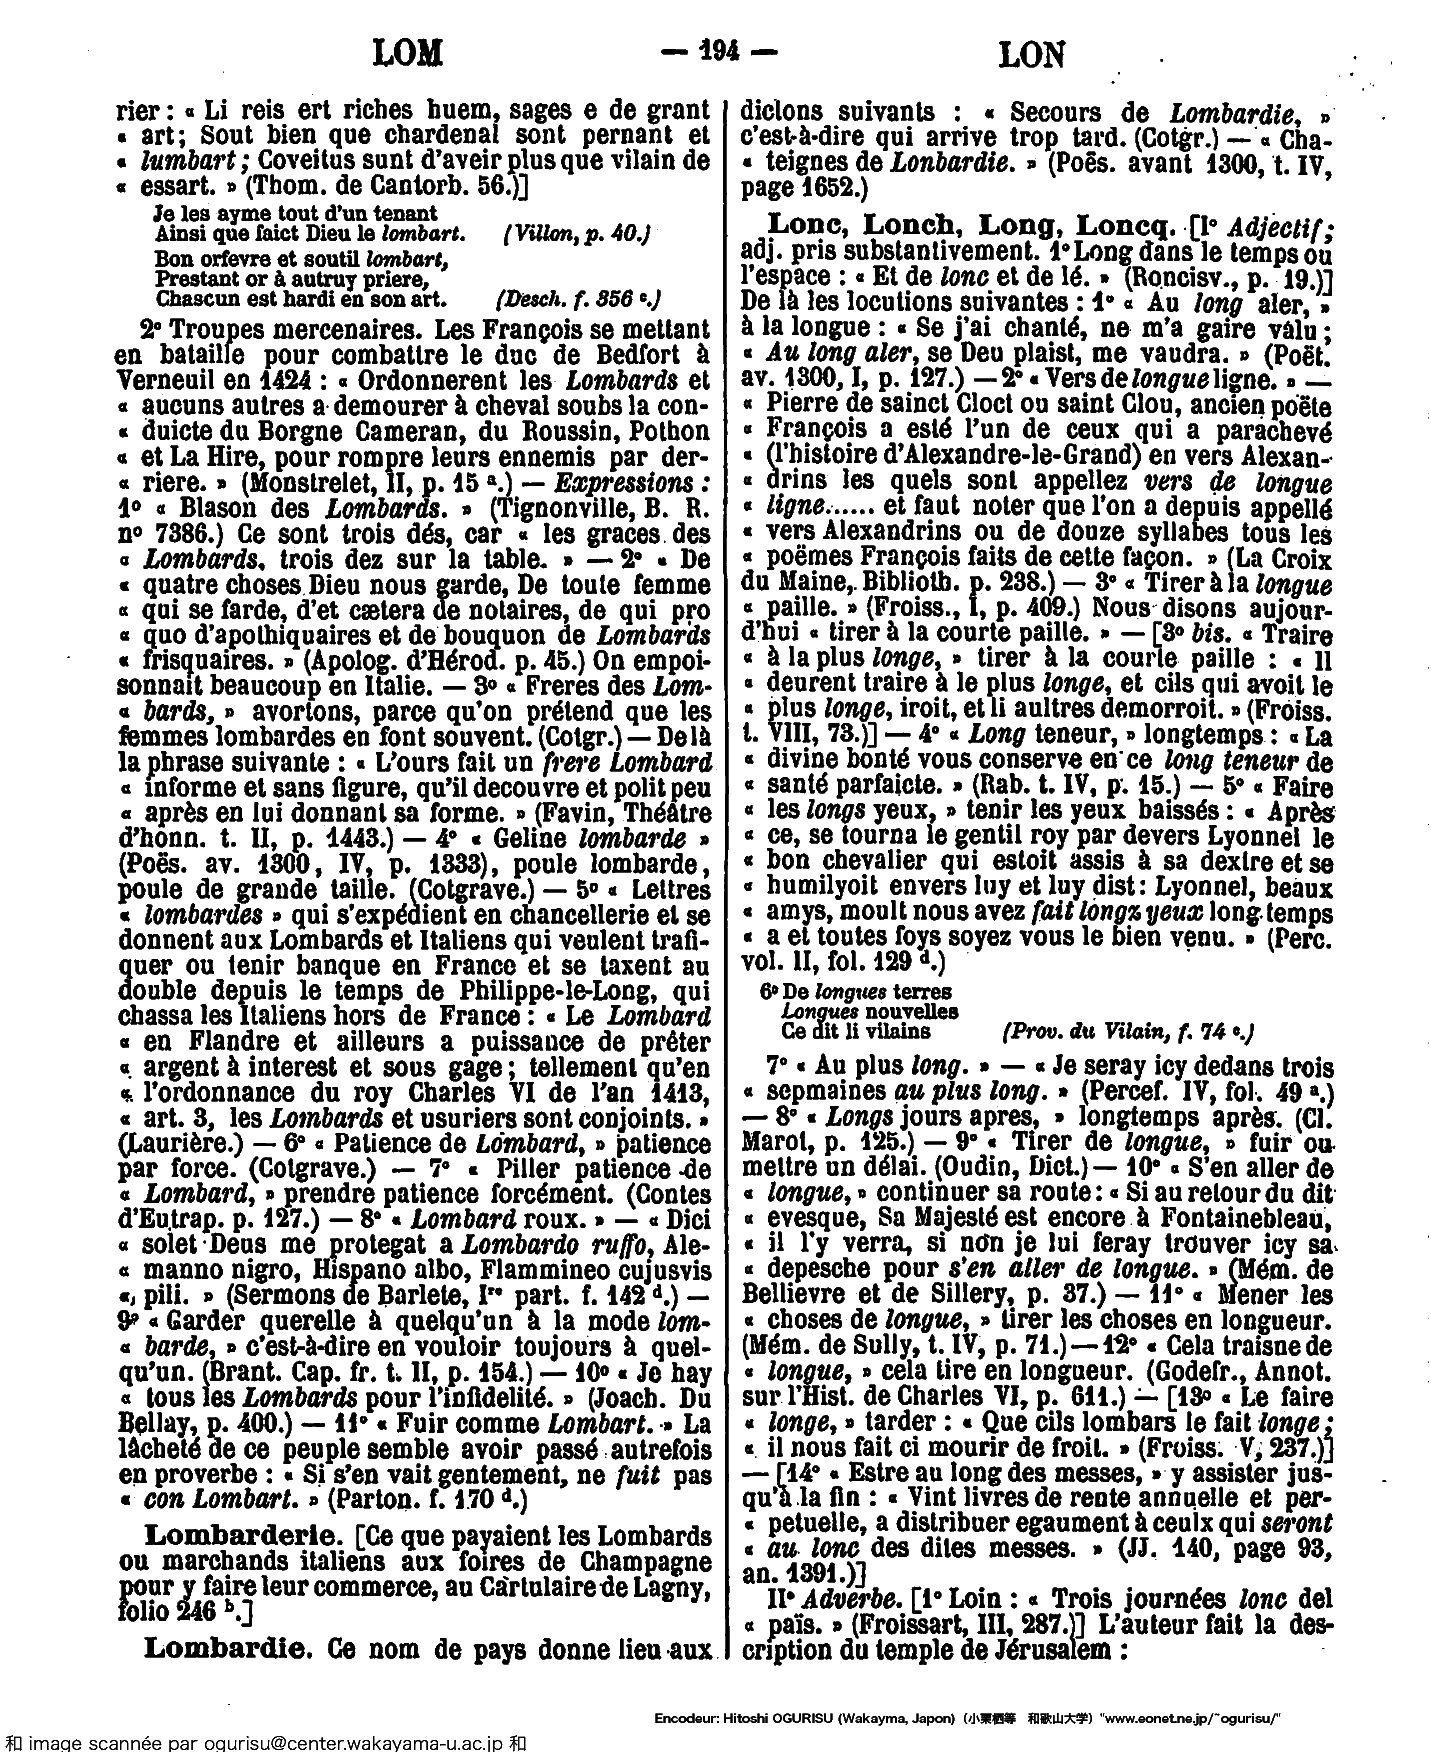 LOM — 194 — LON
rier : « Li reis ert riches huem, sages e de grant
« art; Sout bien que chardenal sont pernant et
« lumbart; Coveitus sunt d'aveir plus que vilain de
« essart. » (Thom. de Cantorb. 56.)]
Je les ayme tout d'un tenant
Ainsi que faict Dieu le lombart. (Villon, p. 40.)
Bon orfevre et soutil lombart,
Prestant or à autruy priere,
Chascun est hardi en son art. (Desch. f. 356 c.)
2° Troupes mercenaires. Les François se mettant
en bataille pour combattre le duc de Bedfort à
Verneuil en 1424 : « Ordonnerent les Lombards et
« aucuns autres a demourer à cheval soubs la con-
« duicte du Borgne Cameran, du Roussin, Pothon
« et La Hire, pour rompre leurs ennemis par der-
« riere. » (Monstrelet, II, p. 15 a.) — Expressions :
1° « Blason des Lombards. » (Tignonville, B. R.
n° 7386.) Ce sont trois dés, car « les graces des
« Lombards, trois dez sur la table. » — 2° « De
« quatre choses Dieu nous garde, De toute femme
« qui se farde, d'et cætera de notaires, de qui pro
« quo d'apothiquaires et de bouquon de Lombards
« frisquaires. » (Apolog. d'Hérod. p. 45.) On empoi-
sonnait beaucoup en Italie. — 3° « Freres des Lom-
« bards, » avortons, parce qu'on prétend que les
femmes lombardes en font souvent. (Cotgr.) — De là
la phrase suivante : « L'ours fait un frere Lombard
« informe et sans figure, qu'il decouvre et polit peu
« après en lui donnant sa forme. » (Favin, Théâtre
d'honn. t. II, p. 1443.) — 4° « Geline lombarde »
(Poës. av. 1300, IV, p. 1333), poule lombarde,
poule de grande taille. (Cotgrave.) — 5° « Lettres
« lombardes » qui s'expédient en chancellerie et se
donnent aux Lombards et Italiens qui veulent trafi-
quer ou tenir banque en France et se taxent au
double depuis le temps de Philippe-le-Long, qui
chassa les Italiens hors de France : « Le Lombard
« en Flandre et ailleurs a puissance de prêter
« argent à interest et sous gage ; tellement qu'en
« l'ordonnance du roy Charles VI de l'an 1413,
« art. 3, les Lombards et usuriers sont conjoints. »
(Laurière.) — 6° « Patience de Lombard, » patience
par force. (Cotgrave.) — 7° « Piller patience de
« Lombard, » prendre patience forcément. (Contes
d'Eutrap. p. 127.) — 8° « Lombard roux. » — « Dici
« solet Deus me protegat a Lombardo ruffo, Ale-
« manno nigro, Hispano albo, Flammineo cujusvis
« pili. » (Sermons de Barlete, Ire part. f. 142 d.) —
9° « Garder querelle à quelqu'un à la mode lom-
« barde, » c'est-à-dire en vouloir toujours à quel-
qu'un. (Brant. Cap. fr. t. II, p. 154.) — 10° « Je hay
« tous les Lombards pour l'infidelité. » (Joach. Du
Bellay, p. 400.) — 11° « Fuir comme Lombart. » La
lâcheté de ce peuple semble avoir passé autrefois
en proverbe : « Si s'en vait gentement, ne fuit pas
« con Lombart. » (Parton. f. 170 d.)
Lombarderie. [Ce que payaient les Lombards
ou marchands italiens aux foires de Champagne
pour y faire leur commerce, au Cartulaire de Lagny,
folio 246 b.]
Lombardie. Ce nom de pays donne lieu aux
dictons suivants : « Secours de Lombardie, »
c'est-à-dire qui arrive trop tard. (Cotgr.) — « Cha-
« teignes de Lonbardie. » (Poës. avant 1300, t. IV,
page 1652.)
Lonc, Lonch, Long, Loncq. [I° Adjectif;
adj. pris substantivement. 1° Long dans le temps ou
l'espace : « Et de lonc et de lé. » (Roncisv., p. 19.)]
De là les locutions suivantes : 1° « Au long aler, »
à la longue : « Se j'ai chanté, ne m'a gaire valu ;
« Au long aler, se Deu plaist, me vaudra. » (Poët.
av. 1300, I, p. 127.) — 2° « Vers de longue ligne. » —
« Pierre de sainct Cloct ou saint Clou, ancien poëte
« François a esté l'un de ceux qui a parachevé
« (l'histoire d'Alexandre-le-Grand) en vers Alexan-
« drins les quels sont appellez vers de longue
« ligne...... et faut noter que l'on a depuis appellé
« vers Alexandrins ou de douze syllabes tous les
« poëmes François faits de cette façon. » (La Croix
du Maine, Biblioth. p. 238.) — 3° « Tirer à la longue
« paille. » (Froiss., I, p. 409.) Nous disons aujour-
d'hui « tirer à la courte paille. » — [3° bis. « Traire
« à la plus longe, » tirer à la courte paille : « Il
« deurent traire à le plus longe, et cils qui avoit le
« plus longe, iroit, et li aultres demorroit. » (Froiss.
t. VIII, 73.)] — 4° « Long teneur, » longtemps : « La
« divine bonté vous conserve en ce long teneur de
« santé parfaicte. » (Rab. t. IV, p. 15.) — 5° « Faire
« les longs yeux, » tenir les yeux baissés : « Après
« ce, se tourna le gentil roy par devers Lyonnel le
« bon chevalier qui estoit assis à sa dextre et se
« humilyoit envers luy et luy dist : Lyonnel, beaux
« amys, moult nous avez fait longz yeux long temps
« a et toutes foys soyez vous le bien venu. » (Perc.
vol. II, fol. 129 d.)
6° De longues terres
Longues nouvelles
Ce dit li vilains (Prov. du Vilain, f. 74 c.)
7° « Au plus long. » — « Je seray icy dedans trois
« sepmaines au plus long. » (Percef. IV, fol. 49 a.)
— 8° « Longs jours apres, » longtemps après. (Cl.
Marot, p. 125.) — 9° « Tirer de longue, » fuir ou
mettre un délai. (Oudin, Dict.) — 10° « S'en aller de
« longue, » continuer sa route : « Si au retour du dit
« evesque, Sa Majesté est encore à Fontainebleau,
« il l'y verra, si non je lui feray trouver icy sa
« depesche pour s'en aller de longue. » (Mém. de
Bellievre et de Sillery, p. 37.) — 11° « Mener les
« choses de longue, » tirer les choses en longueur.
(Mém. de Sully, t. IV, p. 71.) — 12° « Cela traisne de
« longue, » cela tire en longueur. (Godefr., Annot.
sur l'Hist. de Charles VI, p. 611.) — [13° « Le faire
« longe, » tarder : « Que cils lombars le fait longe ;
« il nous fait ci mourir de froit. » (Froiss. V, 237.)]
— [14° « Estre au long des messes, » y assister jus-
qu'à la fin : « Vint livres de rente annuelle et per-
« petuelle, a distribuer egaument à ceulx qui seront
« au lonc des dites messes. » (JJ. 140, page 93,
an. 1391.)]
II° Adverbe. [1° Loin : « Trois journées lonc del
« païs. » (Froissart, III, 287.)] L'auteur fait la des-
cription du temple de Jérusalem :
Encodeur: Hitoshi OGURISU (Wakayma, Japon) (小栗栖等 和歌山大学) "www.eonet.ne.jp/~ogurisu/"
和 image scannée par ogurisu@center.wakayama-u.ac.jp 和